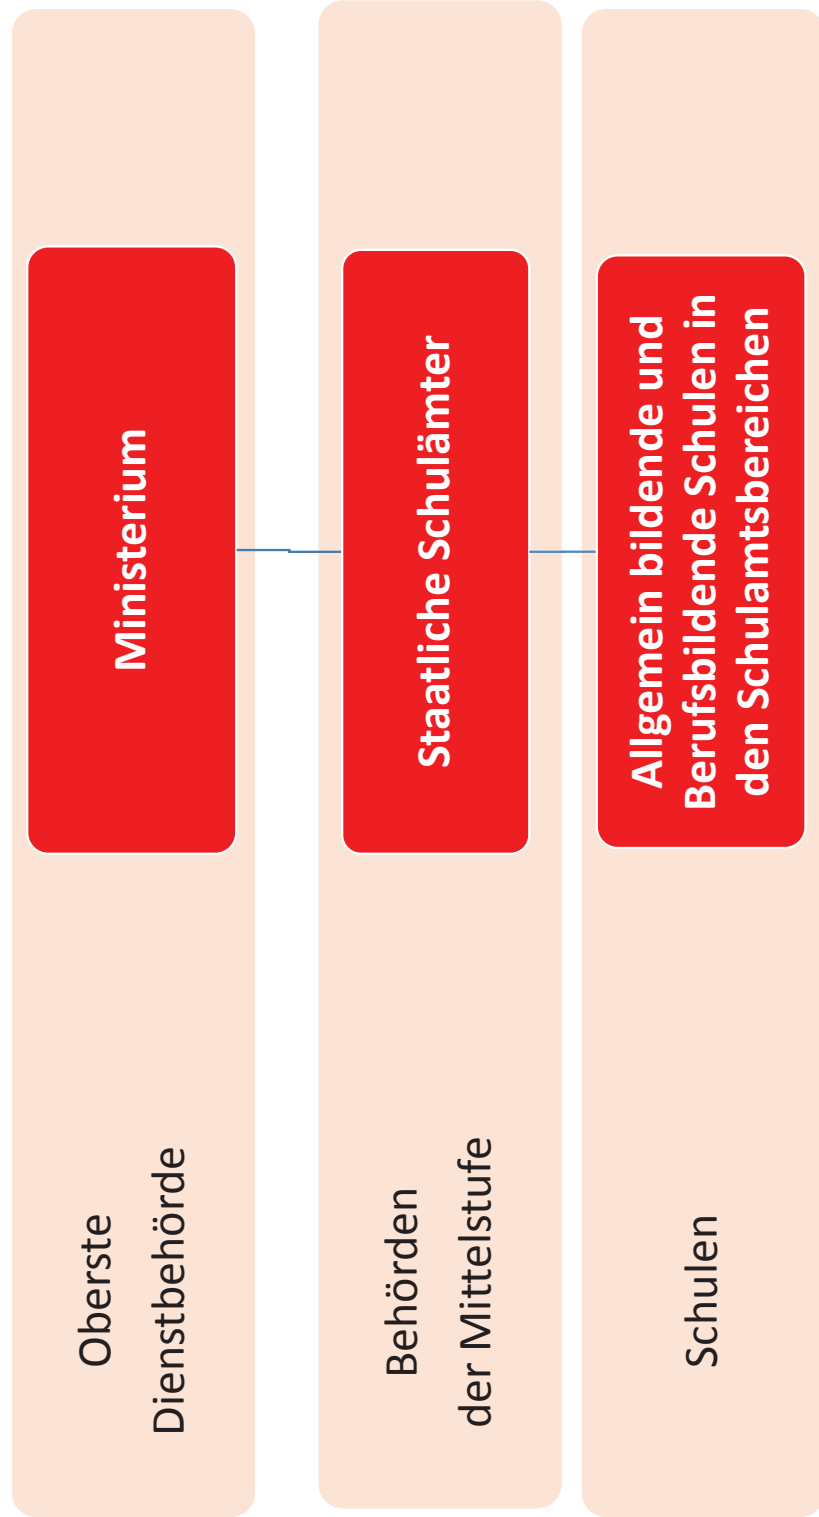 Oberste
Dienstbehörde
Ministerium
Behörden
der Mittelstufe
Staatliche Schulämter
Schulen
Allgemein bildende und
Berufsbildende Schulen in
den Schulamtsbereichen